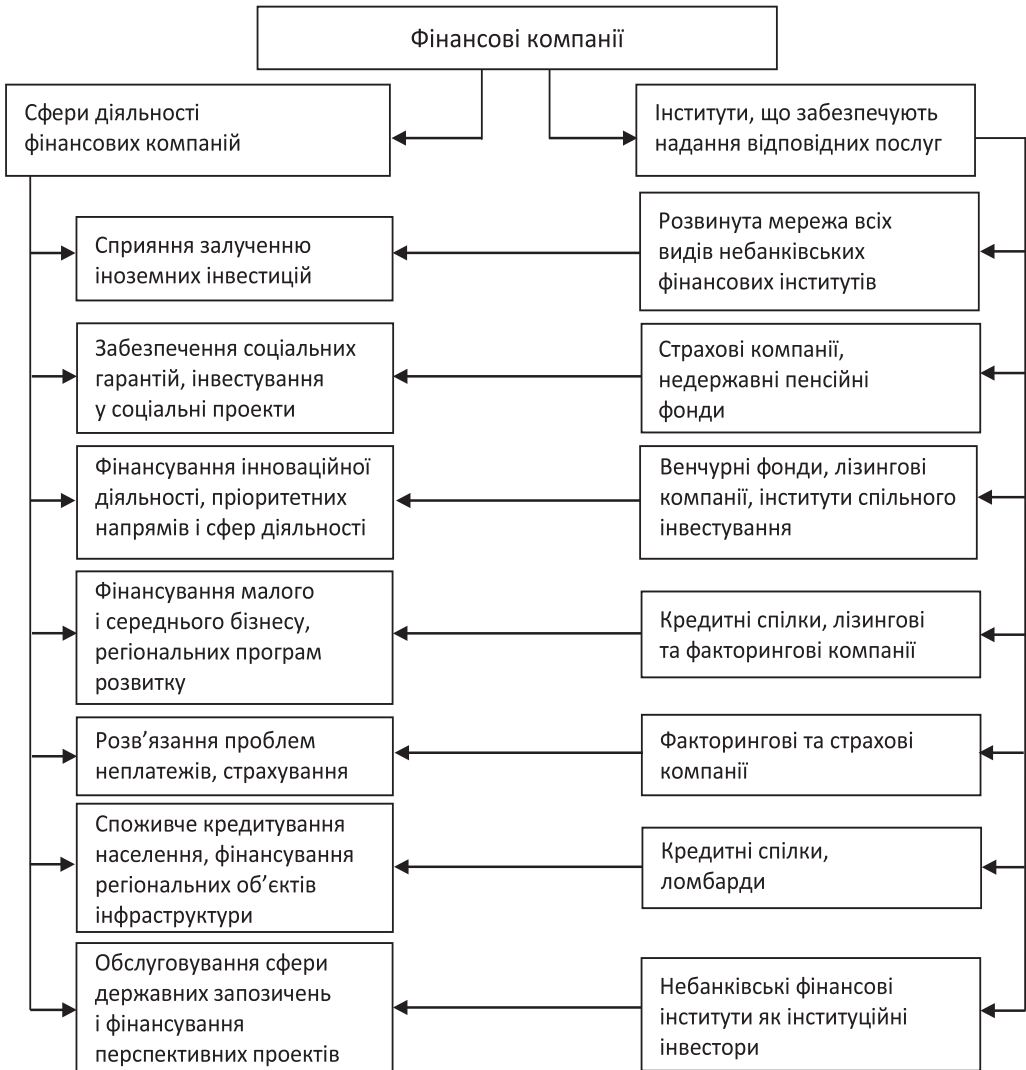 Фінансові компанії
Сфери діяльності
фінансових компаній
Інститути, що забезпечують
надання відповідних послуг
Сприяння залученню
іноземних інвестицій
Розвинута мережа всіх
видів небанківських
фінансових інститутів
Забезпечення соціальних
гарантій, інвестування
у соціальні проекти
Страхові компанії,
недержавні пенсійні
фонди
Фінансування інноваційної
діяльності, пріоритетних
напрямів і сфер діяльності
Венчурні фонди, лізингові
компанії, інститути спільного
інвестування
Фінансування малого
і середнього бізнесу,
регіональних програм
розвитку
Кредитні спілки, лізингові
та факторингові компанії
Розв’язання проблем
неплатежів, страхування
Факторингові та страхові
компанії
Споживче кредитування
населення, фінансування
регіональних об’єктів
інфраструктури
Кредитні спілки,
ломбарди
Обслуговування сфери
державних запозичень
і фінансування
перспективних проектів
Небанківські фінансові
інститути як інституційні
інвестори